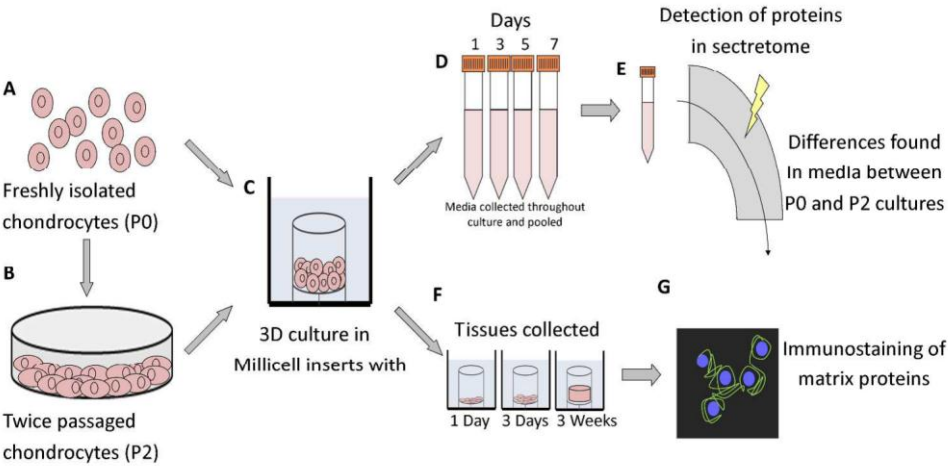 A
Freshly isolated
chondrocytes (P0)
B
Twice passaged
chondrocytes (P2)
C
3D culture in
Millicell inserts with
Days
1 3 5 7
D
Media collected throughout
culture and pooled
E
Detection of proteins
in sectretome
Differences found
In media between
P0 and P2 cultures
F
Tissues collected
1 Day 3 Days 3 Weeks
G
Immunostaining of
matrix proteins